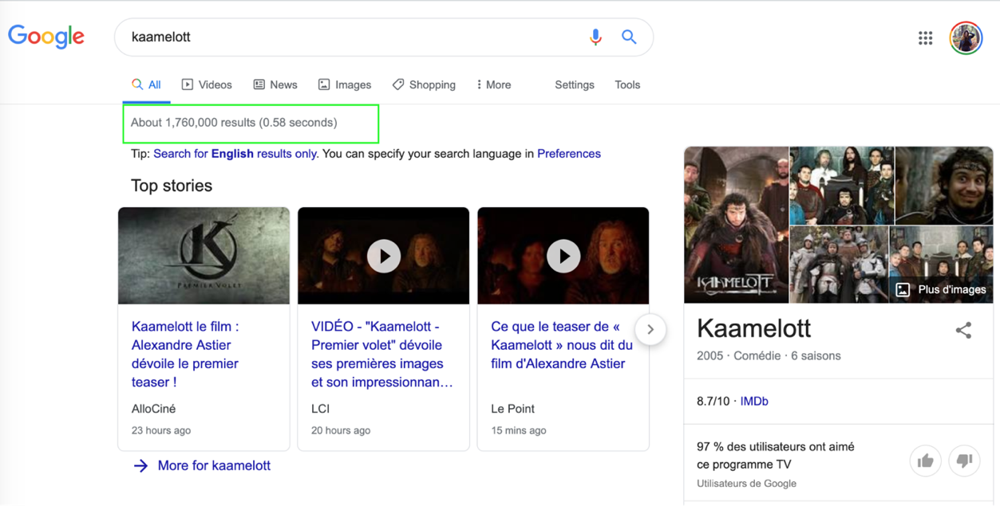 Google
kaamelott
All Videos News Images Shopping More Settings Tools
About 1,760,000 results (0.58 seconds)
Tip: Search for English results only. You can specify your search language in Preferences
Top stories
K
PREMIER VOLET
Kaamelott le film :
Alexandre Astier
dévoile le premier
teaser !
AlloCiné
23 hours ago
VIDÉO - "Kaamelott -
Premier volet" dévoile
ses premières images
et son impressionnan…
LCI
20 hours ago
Ce que le teaser de «
Kaamelott » nous dit du
film d'Alexandre Astier
Le Point
15 mins ago
More for kaamelott
KAAMELOTT
Plus d'images
Kaamelott
2005 · Comédie · 6 saisons
8.7/10 · IMDb
97 % des utilisateurs ont aimé
ce programme TV
Utilisateurs de Google